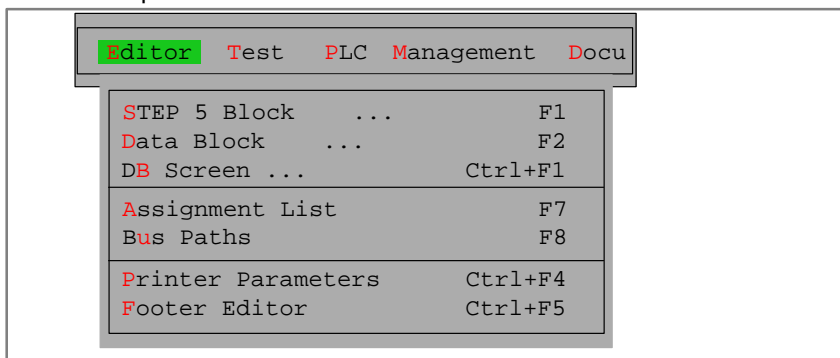 Editor Test PLC Management Docu
STEP 5 Block ... F1
Data Block ... F2
DB Screen ... Ctrl+F1
Assignment List F7
Bus Paths F8
Printer Parameters Ctrl+F4
Footer Editor Ctrl+F5